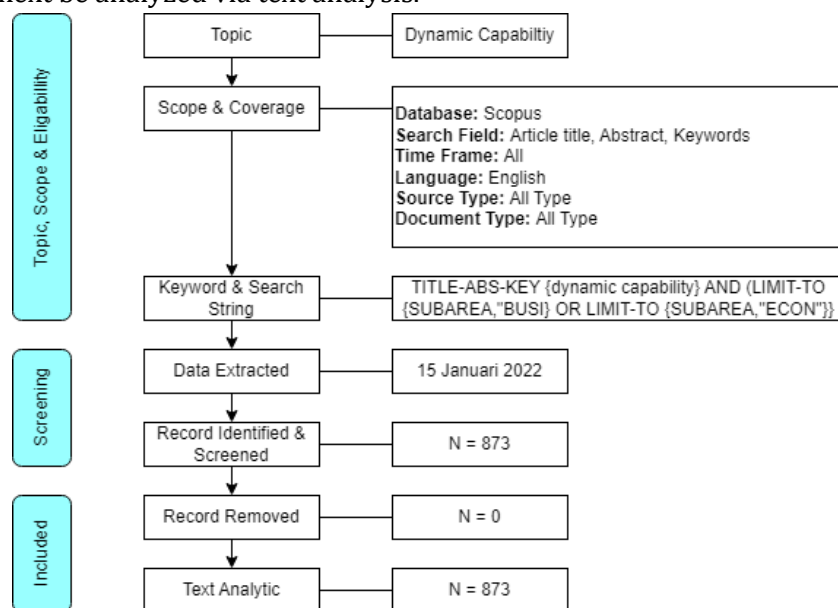 nent be analyzed via text analysis.
Topic, Scope & Eligabillity
Topic
Dynamic Capabiltiy
Scope & Coverage
Database: Scopus
Search Field: Article title, Abstract, Keywords
Time Frame: All
Language: English
Source Type: All Type
Document Type: All Type
Keyword & Search
String
TITLE-ABS-KEY {dynamic capability} AND (LIMIT-TO
{SUBAREA,"BUSI} OR LIMIT-TO {SUBAREA,"ECON"}}
Screening
Data Extracted
15 Januari 2022
Record Identified &
Screened
N = 873
Included
Record Removed
N = 0
Text Analytic
N = 873